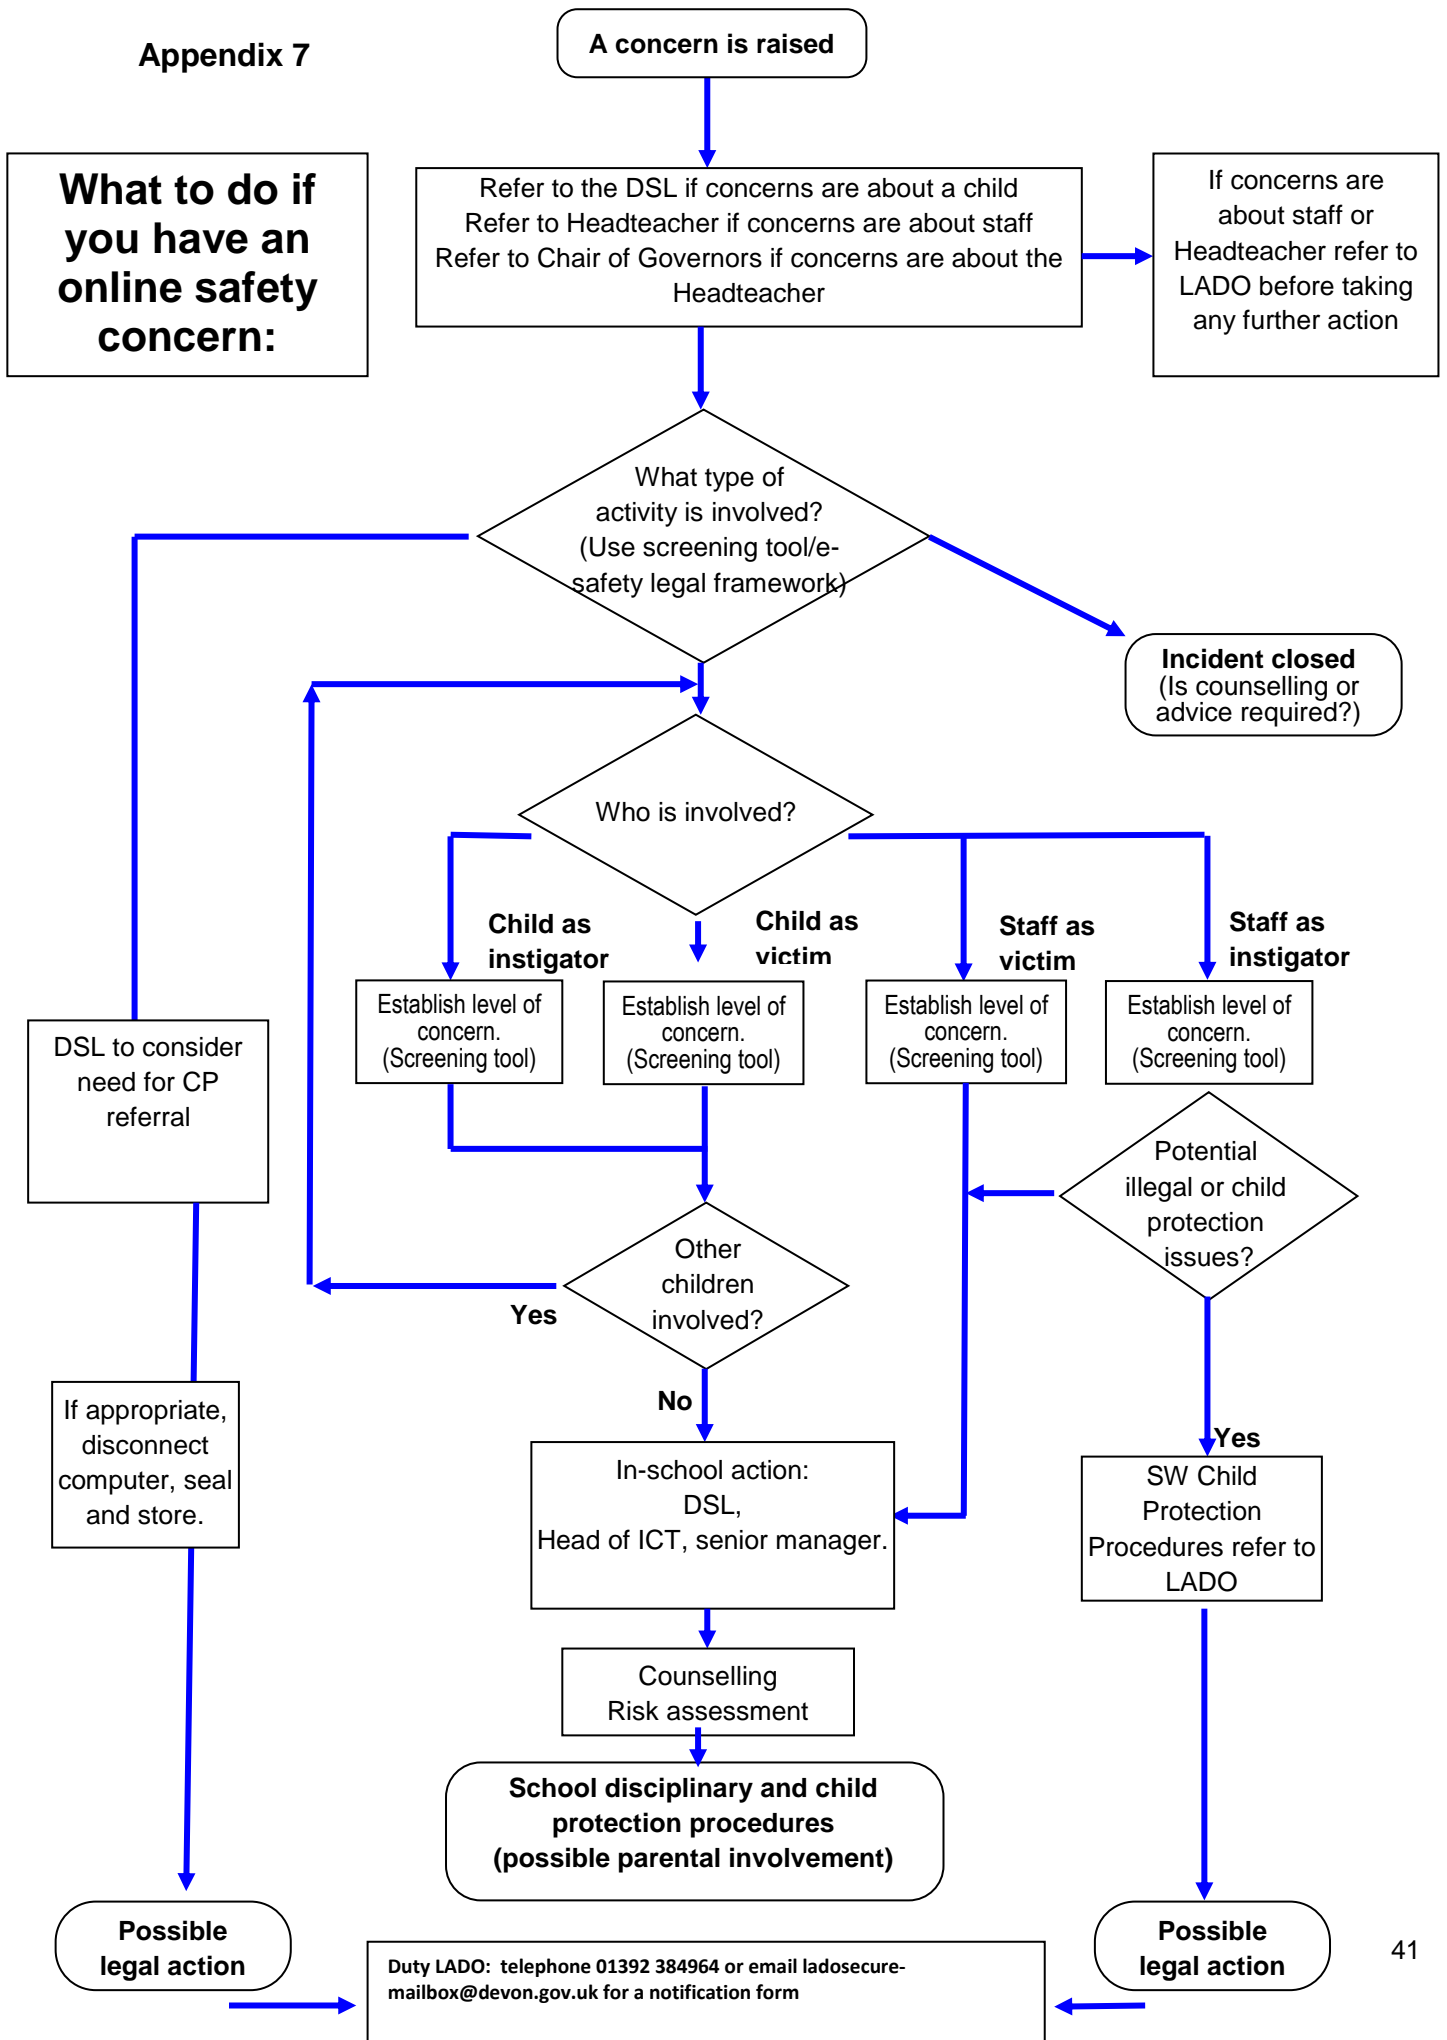 Appendix 7
A concern is raised
What to do if
you have an
online safety
concern:
Refer to the DSL if concerns are about a child
Refer to Headteacher if concerns are about staff
Refer to Chair of Governors if concerns are about the
Headteacher
If concerns are
about staff or
Headteacher refer to
LADO before taking
any further action
What type of
activity is involved?
(Use screening tool/e-
safety legal framework)
Incident closed
(Is counselling or
advice required?)
Who is involved?
Child as
instigator
Child as
victim
Staff as
victim
Staff as
instigator
Establish level of
concern.
(Screening tool)
Establish level of
concern.
(Screening tool)
Establish level of
concern.
(Screening tool)
Establish level of
concern.
(Screening tool)
DSL to consider
need for CP
referral
Potential
illegal or child
protection
issues?
Other
children
involved?
Yes
No
If appropriate,
disconnect
computer, seal
and store.
In-school action:
DSL,
Head of ICT, senior manager.
Yes
SW Child
Protection
Procedures refer to
LADO
Counselling
Risk assessment
School disciplinary and child
protection procedures
(possible parental involvement)
Possible
legal action
Possible
legal action
Duty LADO: telephone 01392 384964 or email ladosecure-
mailbox@devon.gov.uk for a notification form
41